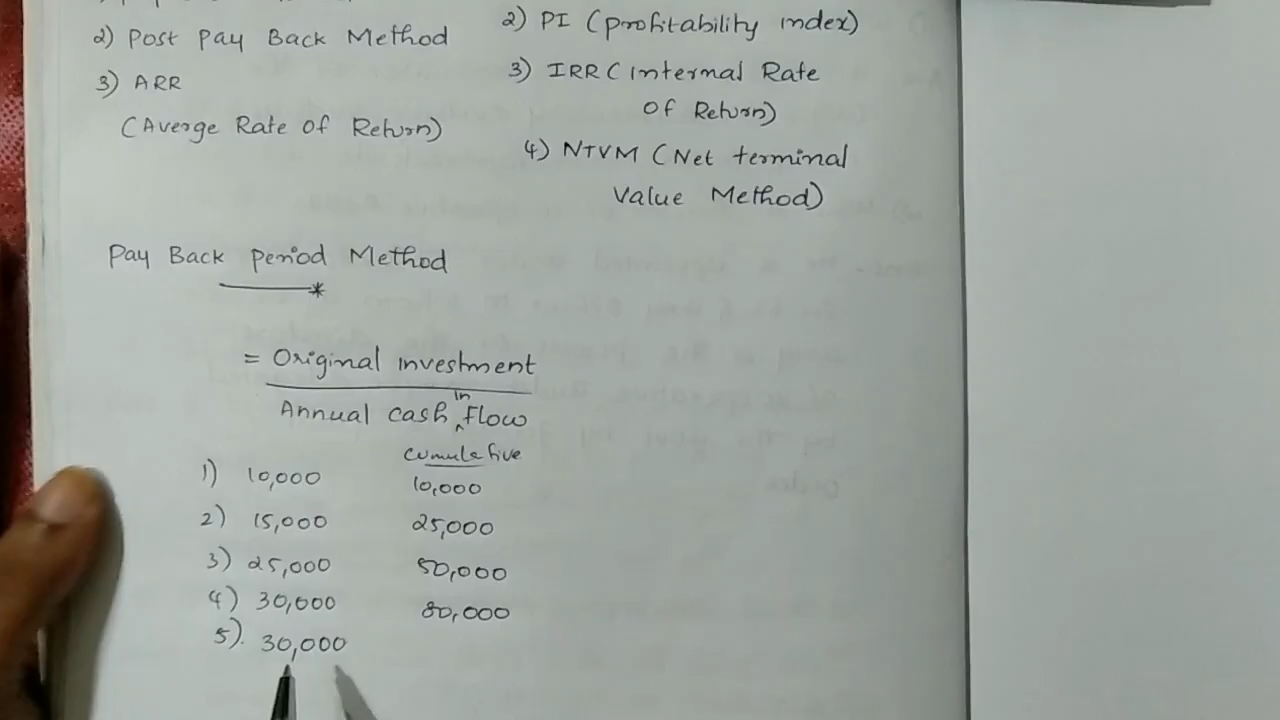 2) Post Pay Back Method
3) ARR
(Averge Rate Of Return)
2) PI (profitability index)
3) IRR (Internal Rate
Of Return)
4) NTVM (Net terminal
Value Method)
Pay Back period Method
= Original investment
Annual cash in flow
cumulative
1) 10,000 10,000
2) 15,000 25,000
3) 25,000 50,000
4) 30,000 80,000
5). 30,000